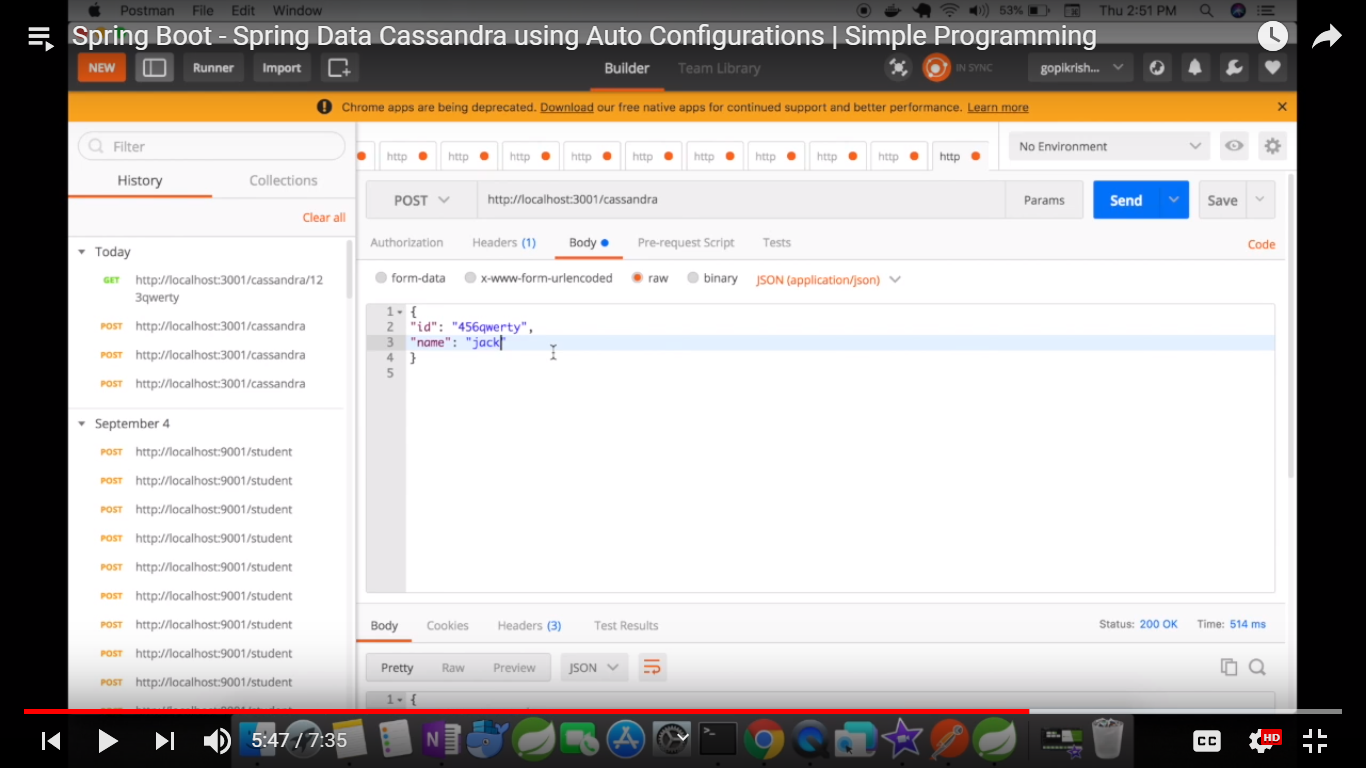 Postman File Edit Window 53% Thu 2:51 PM
Spring Boot - Spring Data Cassandra using Auto Configurations | Simple Programming
NEW Runner Import Builder Team Library IN SYNC gopikrish...
Chrome apps are being deprecated. Download our free native apps for continued support and better performance. Learn more
Filter
http http http http http http http http http http
No Environment
History Collections
POST http://localhost:3001/cassandra Params Send Save
Clear all
Authorization Headers (1) Body Pre-request Script Tests Code
Today
form-data x-www-form-urlencoded raw binary JSON (application/json)
GET http://localhost:3001/cassandra/12
3qwerty
POST http://localhost:3001/cassandra
POST http://localhost:3001/cassandra
POST http://localhost:3001/cassandra
1 {
2 "id": "456qwerty",
3 "name": "jack"
4 }
5
September 4
POST http://localhost:9001/student
POST http://localhost:9001/student
POST http://localhost:9001/student
POST http://localhost:9001/student
POST http://localhost:9001/student
POST http://localhost:9001/student
POST http://localhost:9001/student
POST http://localhost:9001/student
POST http://localhost:9001/student
Body Cookies Headers (3) Test Results Status: 200 OK Time: 514 ms
Pretty Raw Preview JSON
1 {
5:47 / 7:35
CC HD